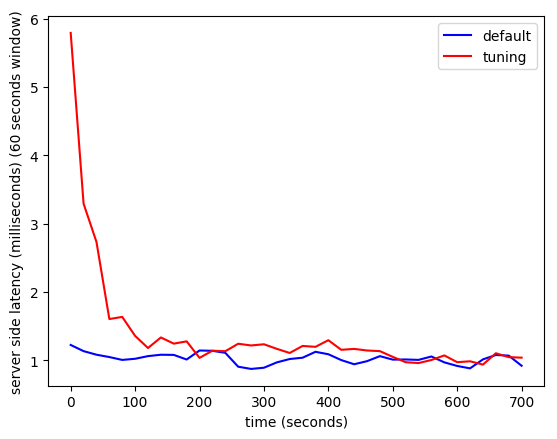 server side latency (milliseconds) (60 seconds window)
6
5
4
3
2
1
default
tuning
0 100 200 300 400 500 600 700
time (seconds)